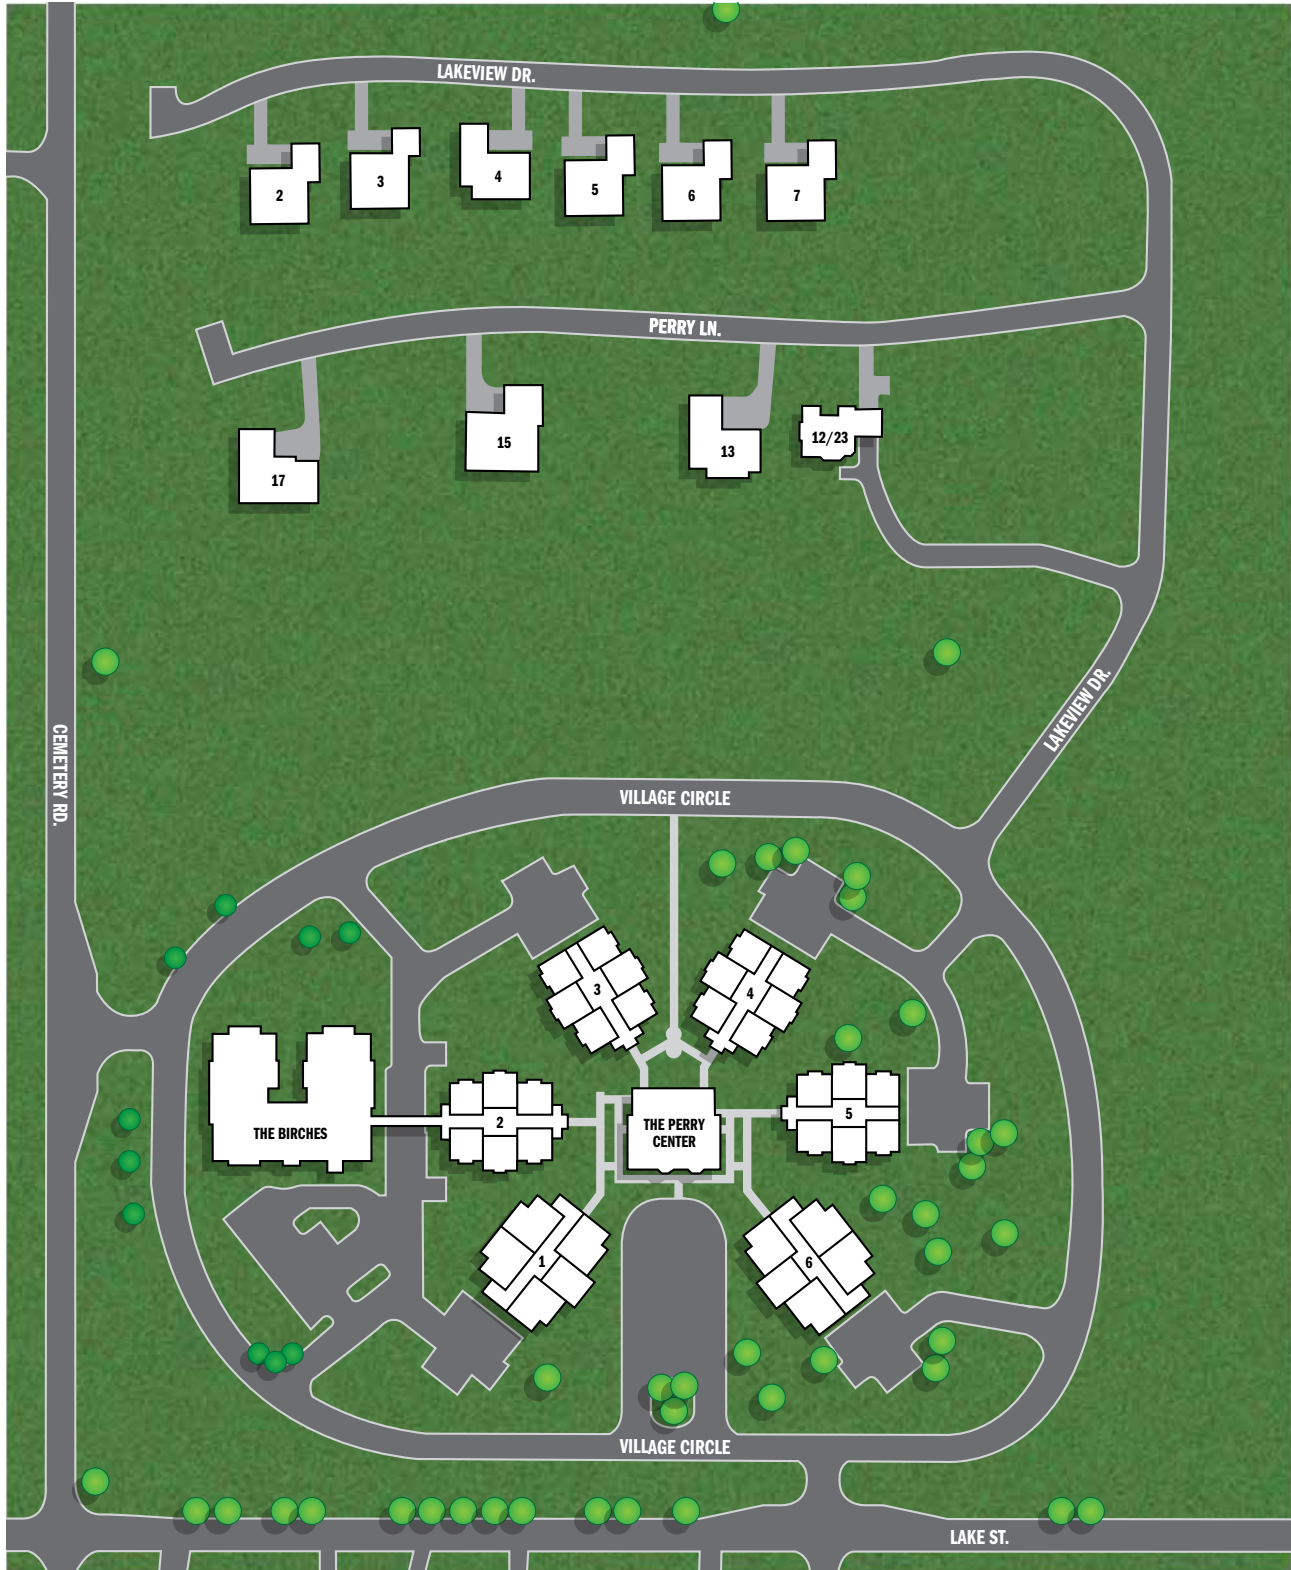 LAKEVIEW DR.
2
3
4
5
6
7
PERRY LN.
17
15
13
12/23
LAKEVIEW DR.
CEMETERY RD.
VILLAGE CIRCLE
3
4
THE BIRCHES
2
THE PERRY
CENTER
5
1
6
VILLAGE CIRCLE
LAKE ST.